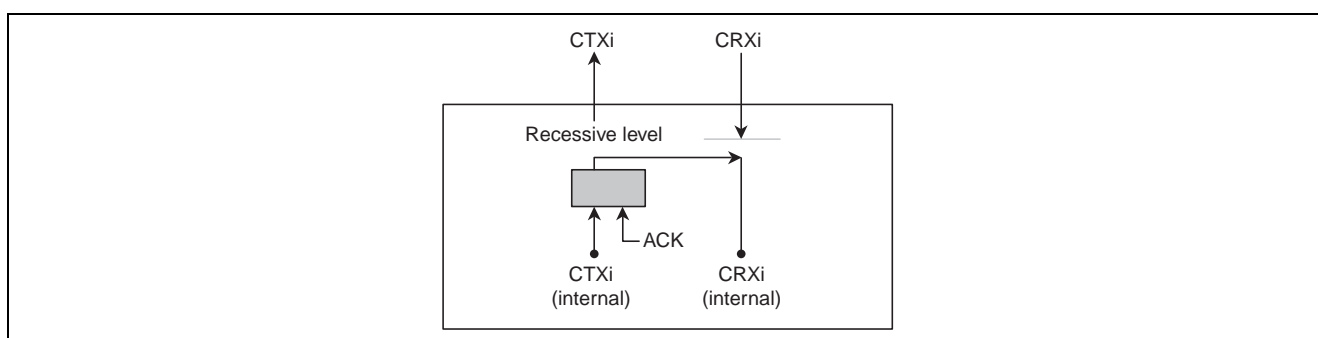 CTXi
CRXi
Recessive level
ACK
CTXi
(internal)
CRXi
(internal)